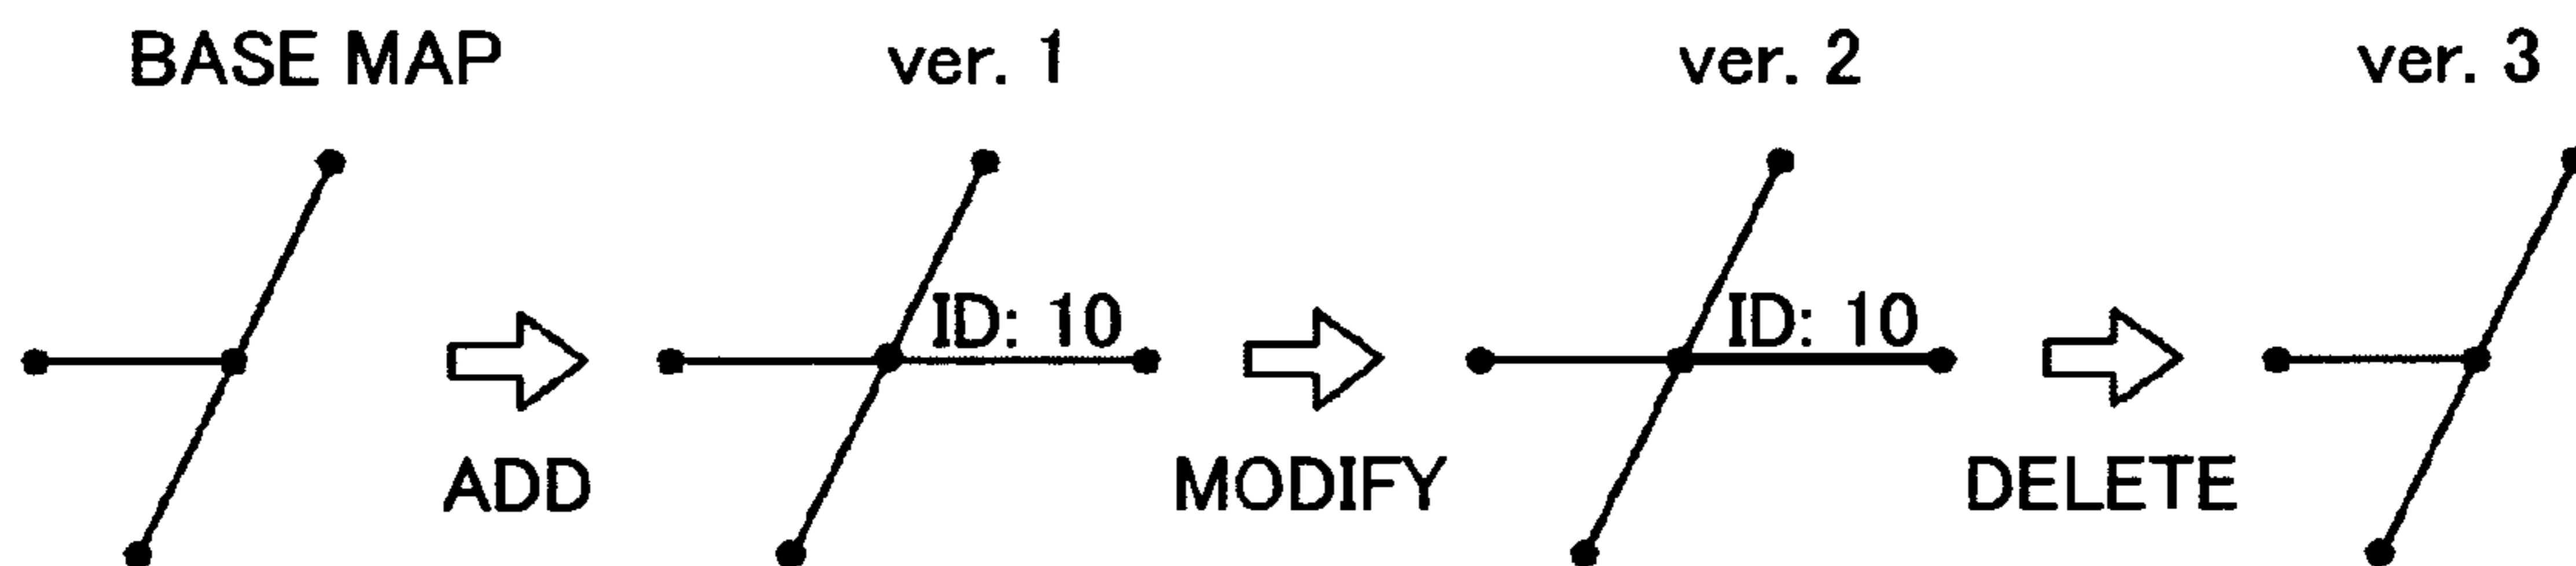 BASE MAP
ver. 1
ver. 2
ver. 3
ID: 10
ID: 10
ADD
MODIFY
DELETE